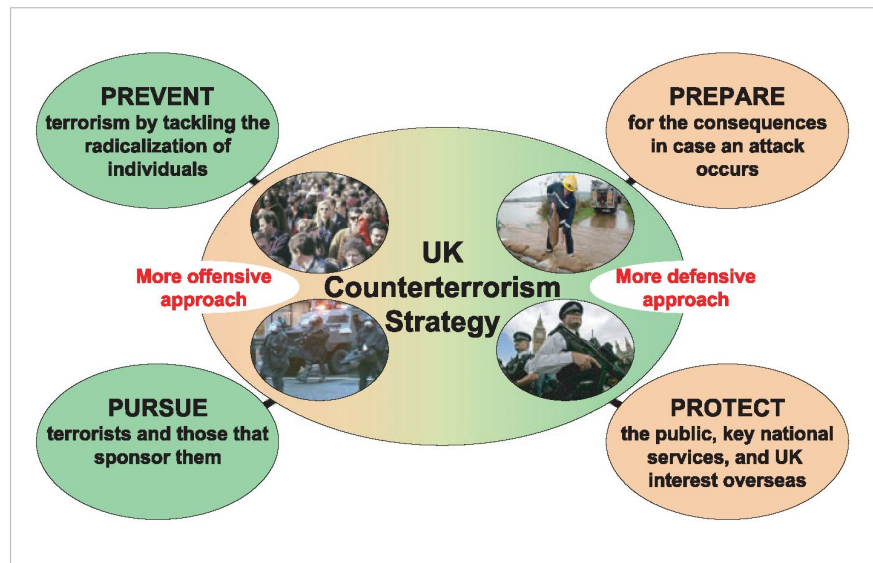 PREVENT
terrorism by tackling the
radicalization of
individuals
PREPARE
for the consequences
in case an attack
occurs
More offensive
approach
UK
Counterterrorism
Strategy
More defensive
approach
PURSUE
terrorists and those that
sponsor them
PROTECT
the public, key national
services, and UK
interest overseas